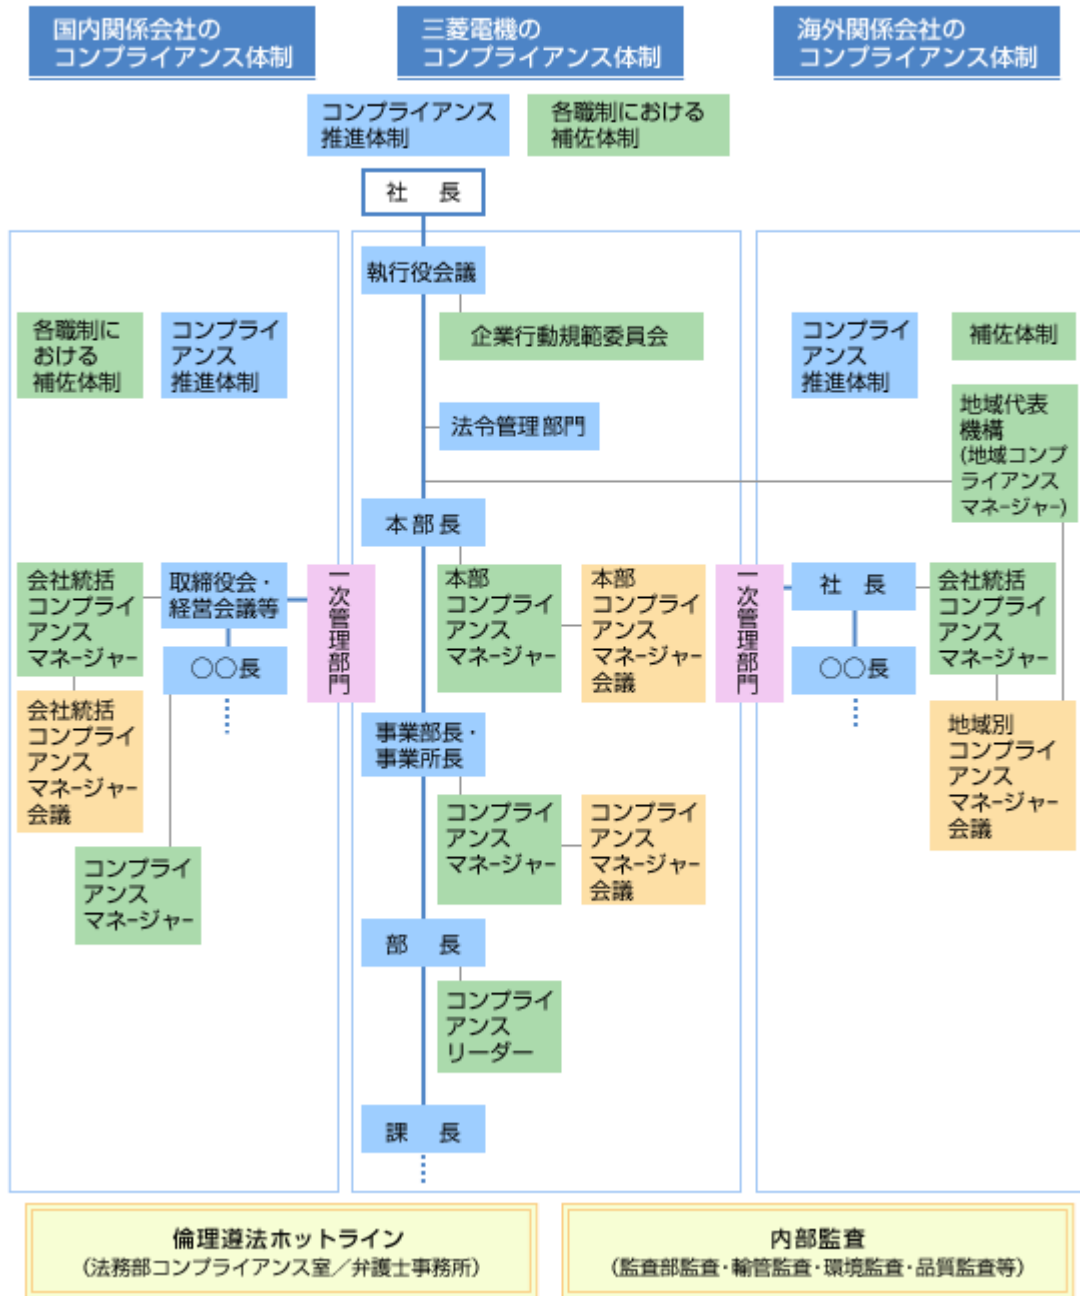 国内関係会社の
コンプライアンス体制
三菱電機の
コンプライアンス体制
海外関係会社の
コンプライアンス体制
コンプライアンス
推進体制
各職制における
補佐体制
社　長
執行役会議
企業行動規範委員会
法令管理部門
本部長
本部
コンプライ
アンス
マネージャー
本部
コンプライ
アンス
マネージャー
会議
事業部長・
事業所長
コンプライ
アンス
マネージャー
コンプライ
アンス
マネージャー
会議
部　長
コンプライ
アンス
リーダー
課　長
各職制に
おける
補佐体制
コンプライ
アンス
推進体制
会社統括
コンプライ
アンス
マネージャー
取締役会・
経営会議等
一次管理部門
〇〇長
会社統括
コンプライ
アンス
マネージャー
会議
コンプライ
アンス
マネージャー
コンプライ
アンス
推進体制
補佐体制
地域代表
機構
(地域コンプ
ライアンス
マネージャー)
一次管理部門
社　長
会社統括
コンプライ
アンス
マネージャー
〇〇長
地域別
コンプライ
アンス
マネージャー
会議
倫理遵法ホットライン
(法務部コンプライアンス室／弁護士事務所)
内部監査
(監査部監査・輸管監査・環境監査・品質監査等)